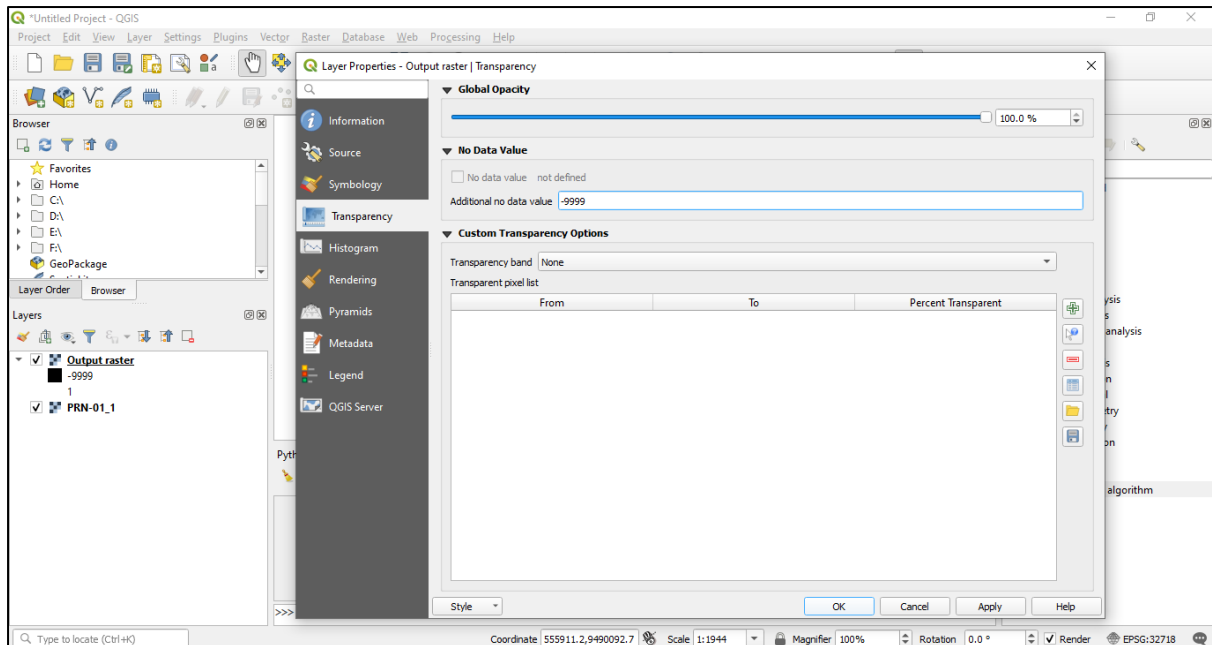 *Untitled Project - QGIS
Project Edit View Layer Settings Plugins Vector Raster Database Web Processing Help
Layer Properties - Output raster | Transparency
Information
Source
Symbology
Transparency
Histogram
Rendering
Pyramids
Metadata
Legend
QGIS Server
Global Opacity
100.0 %
No Data Value
No data value not defined
Additional no data value -9999
Custom Transparency Options
Transparency band None
Transparent pixel list
From To Percent Transparent
Style OK Cancel Apply Help
Browser
Favorites
Home
C:\
D:\
E:\
F:\
GeoPackage
Layer Order Browser
Layers
Output raster
-9999
1
PRN-01_1
Pyth
>>>
ysis
s
analysis
s
n
l
try
y
on
algorithm
Type to locate (Ctrl+K) Coordinate 555911.2,9490092.7 Scale 1:1944 Magnifier 100% Rotation 0.0 ° Render EPSG:32718